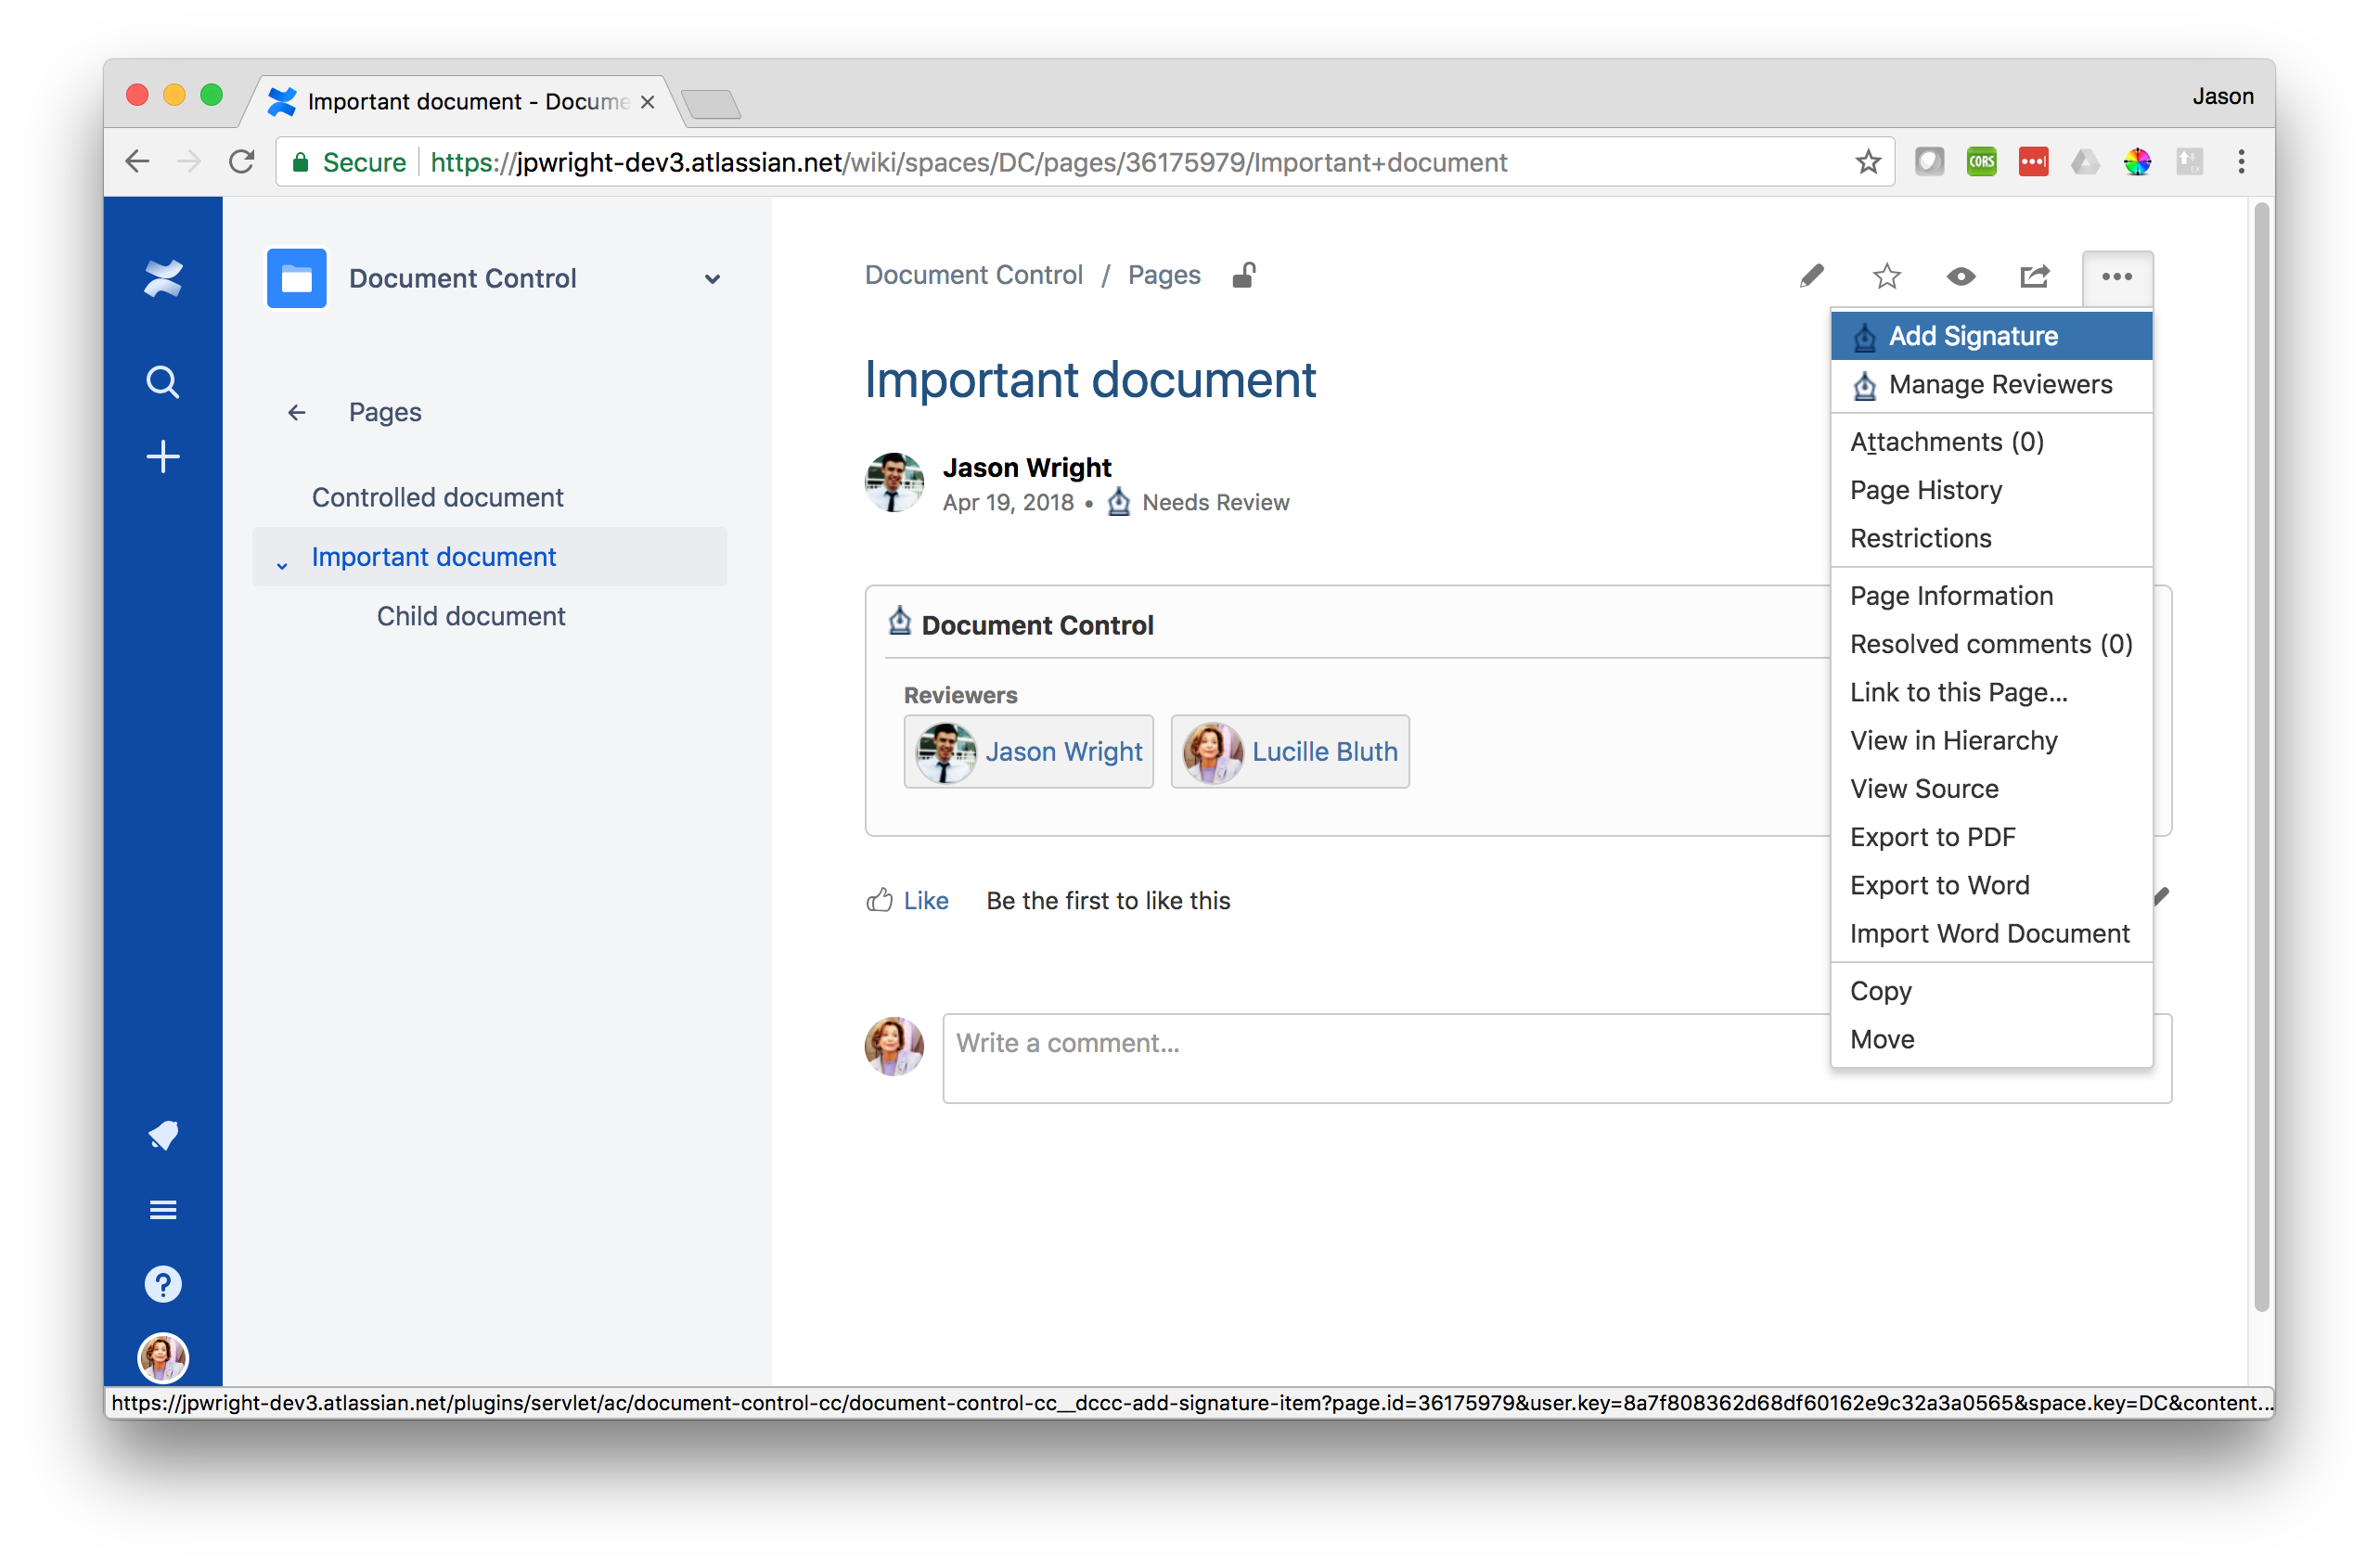 Important document - Docume
Jason
Secure https://jpwright-dev3.atlassian.net/wiki/spaces/DC/pages/36175979/Important+document
CORS
Document Control
Pages
Controlled document
Important document
Child document
Document Control / Pages
Important document
Jason Wright
Apr 19, 2018 • Needs Review
Document Control
Reviewers
Jason Wright
Lucille Bluth
Like
Be the first to like this
Write a comment...
Add Signature
Manage Reviewers
Attachments (0)
Page History
Restrictions
Page Information
Resolved comments (0)
Link to this Page...
View in Hierarchy
View Source
Export to PDF
Export to Word
Import Word Document
Copy
Move
https://jpwright-dev3.atlassian.net/plugins/servlet/ac/document-control-cc/document-control-cc__dccc-add-signature-item?page.id=36175979&user.key=8a7f808362d68df60162e9c32a3a0565&space.key=DC&content...